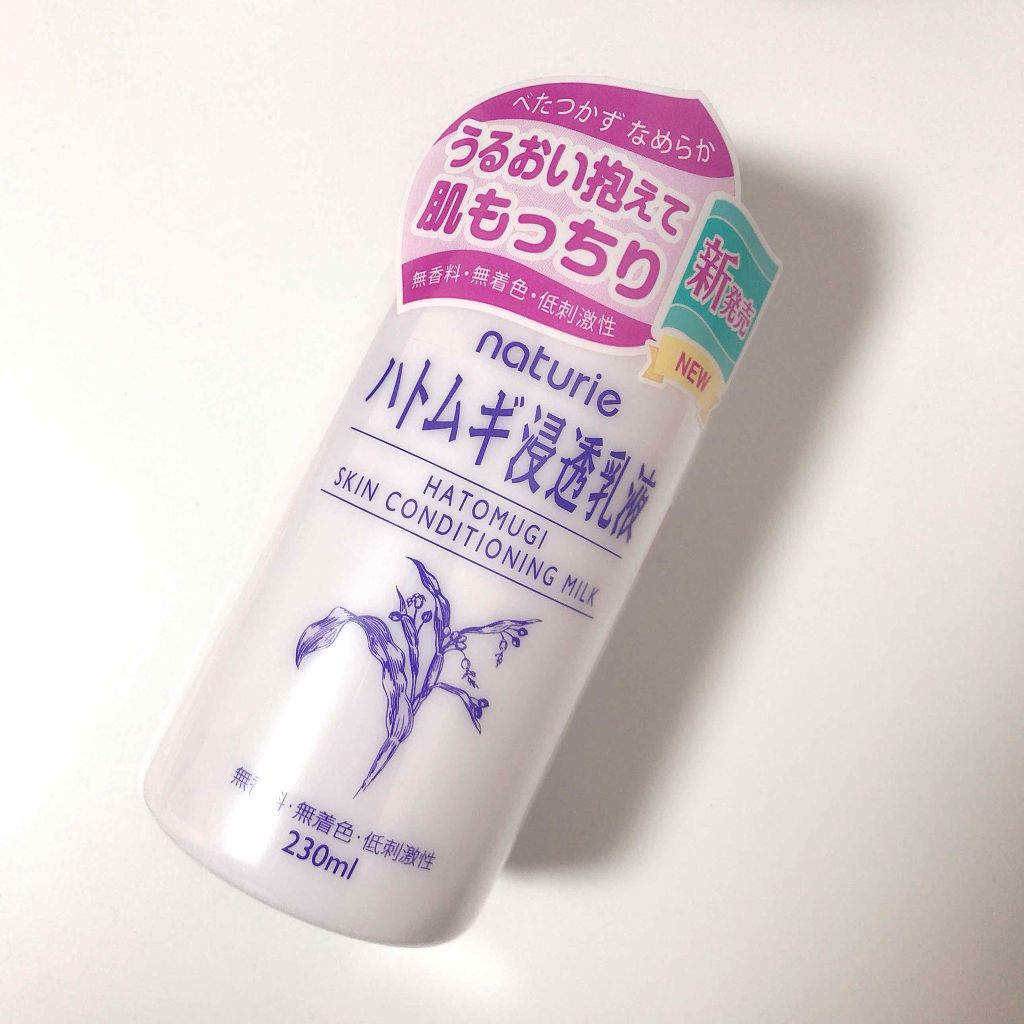 べたつかず なめらか
うるおい抱えて
肌もっちり
無香料・無着色・低刺激性
新発売
NEW
naturie
ハトムギ浸透乳液
HATOMUGI
SKIN CONDITIONING MILK
無香料・無着色・低刺激性
230ml